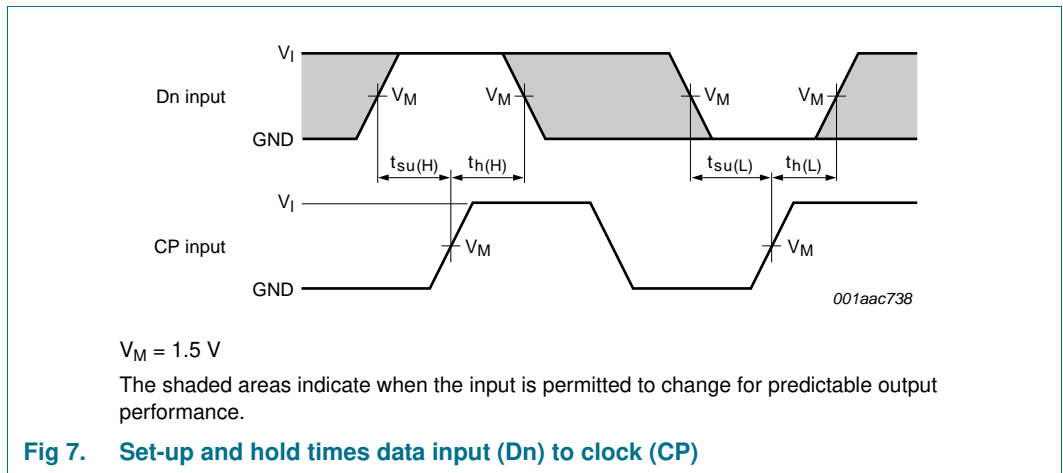 V_I
Dn input
V_M V_M V_M V_M
GND
t_su(H) t_h(H) t_su(L) t_h(L)
V_I
CP input
V_M V_M
GND
001aac738
V_M = 1.5 V
The shaded areas indicate when the input is permitted to change for predictable output
performance.
Fig 7. Set-up and hold times data input (Dn) to clock (CP)